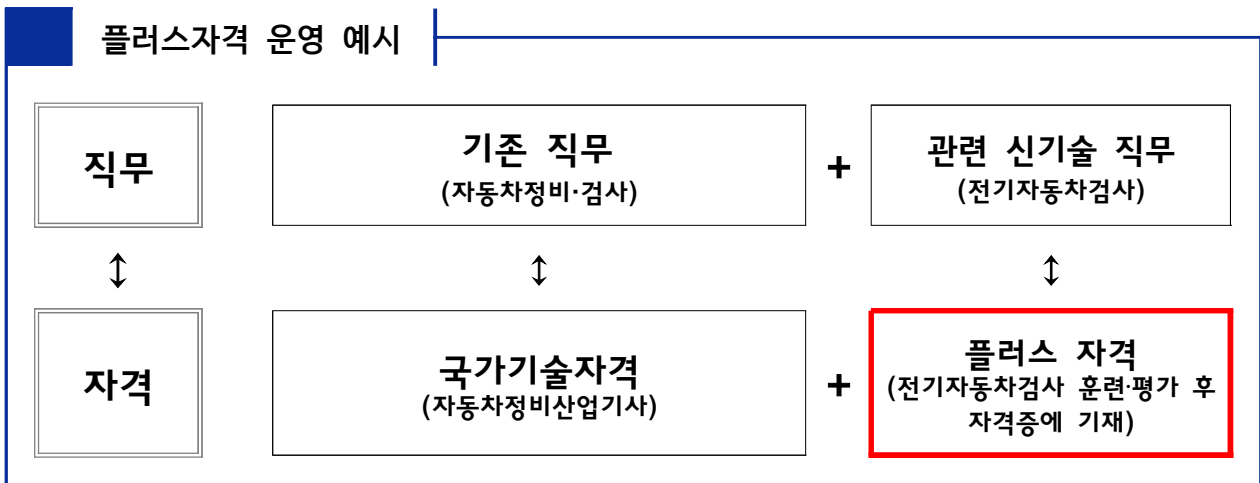 플러스자격 운영 예시
직무
기존 직무
(자동차정비·검사)
+
관련 신기술 직무
(전기자동차검사)
↕
↕
↕
자격
국가기술자격
(자동차정비산업기사)
+
플러스 자격
(전기자동차검사 훈련·평가 후
자격증에 기재)